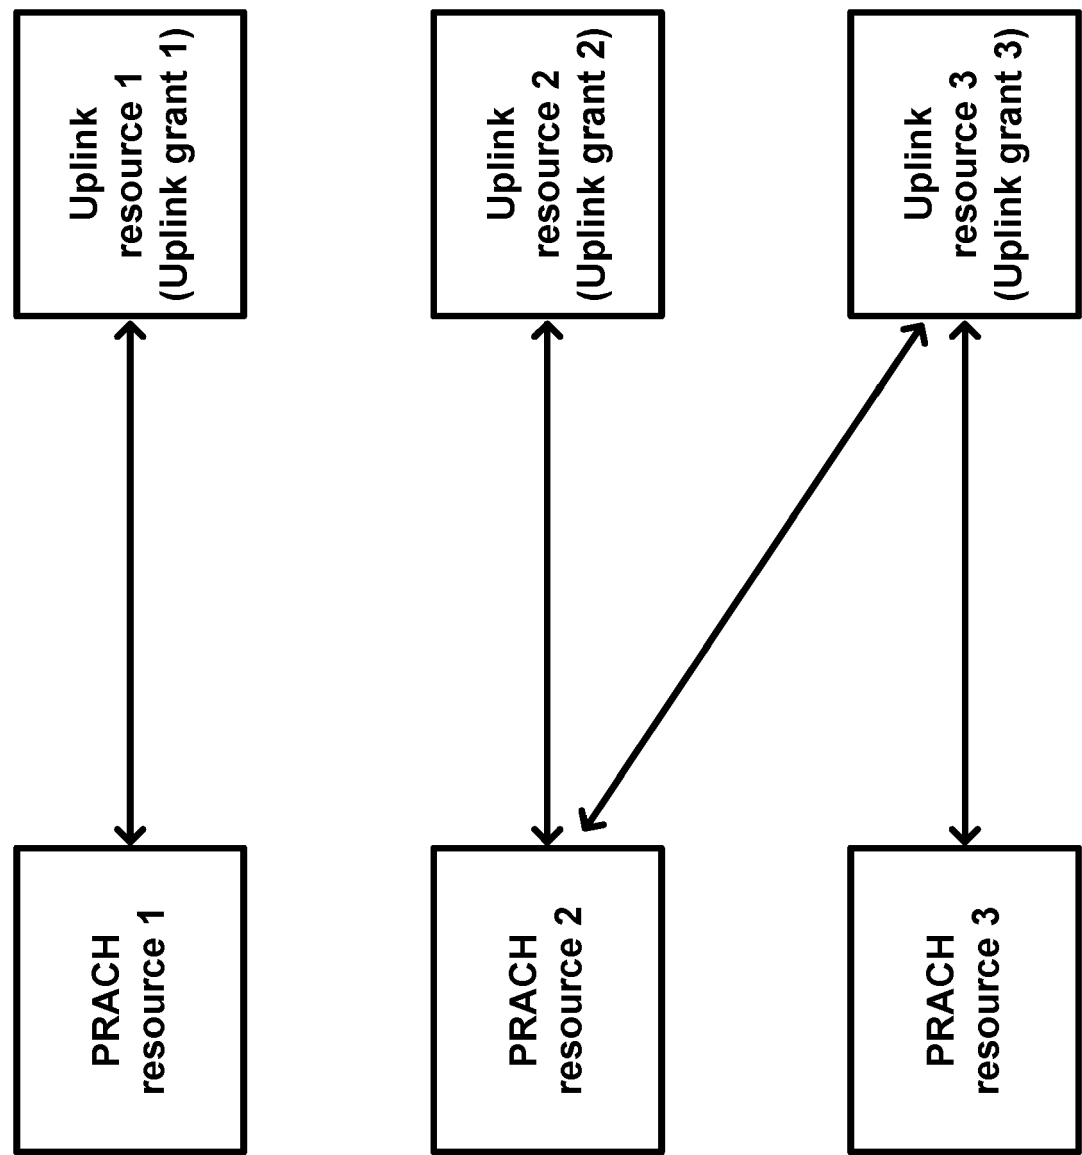 PRACH
resource 1
Uplink
resource 1
(Uplink grant 1)
PRACH
resource 2
Uplink
resource 2
(Uplink grant 2)
PRACH
resource 3
Uplink
resource 3
(Uplink grant 3)